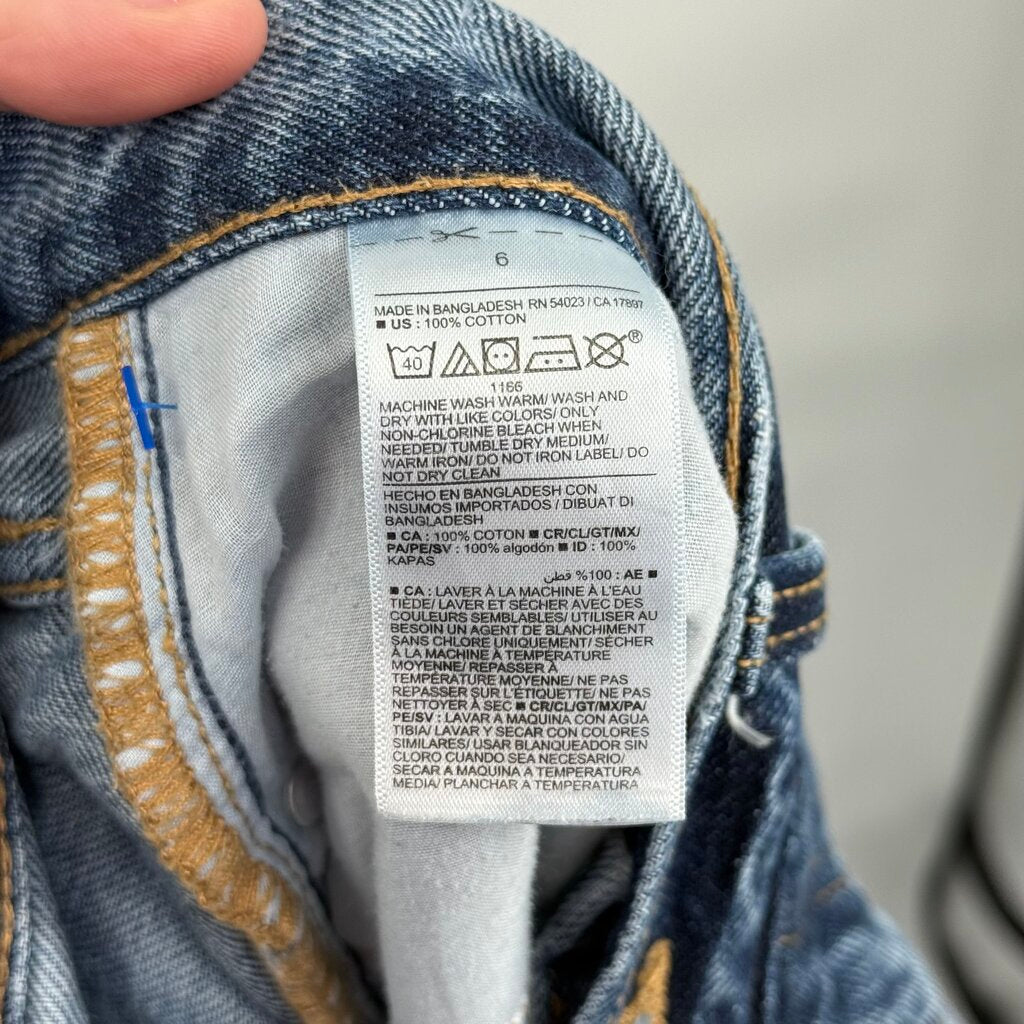 6
MADE IN BANGLADESH RN 54023 / CA 17897
■ US : 100% COTTON
40
®
1166
MACHINE WASH WARM/ WASH AND
DRY WITH LIKE COLORS/ ONLY
NON-CHLORINE BLEACH WHEN
NEEDED/ TUMBLE DRY MEDIUM/
WARM IRON/ DO NOT IRON LABEL/ DO
NOT DRY CLEAN
HECHO EN BANGLADESH CON
INSUMOS IMPORTADOS / DIBUAT DI
BANGLADESH
■ CA : 100% COTON ■ CR/CL/GT/MX/
PA/PE/SV : 100% algodón ■ ID : 100%
KAPAS
■ AE : 100% قطن
■ CA : LAVER À LA MACHINE À L'EAU
TIÈDE/ LAVER ET SÉCHER AVEC DES
COULEURS SEMBLABLES/ UTILISER AU
BESOIN UN AGENT DE BLANCHIMENT
SANS CHLORE UNIQUEMENT/ SÉCHER
À LA MACHINE À TEMPÉRATURE
MOYENNE/ REPASSER À
TEMPÉRATURE MOYENNE/ NE PAS
REPASSER SUR L'ÉTIQUETTE/ NE PAS
NETTOYER À SEC ■ CR/CL/GT/MX/PA/
PE/SV : LAVAR A MAQUINA CON AGUA
TIBIA/ LAVAR Y SECAR CON COLORES
SIMILARES/ USAR BLANQUEADOR SIN
CLORO CUANDO SEA NECESARIO/
SECAR A MAQUINA A TEMPERATURA
MEDIA/ PLANCHAR A TEMPERATURA